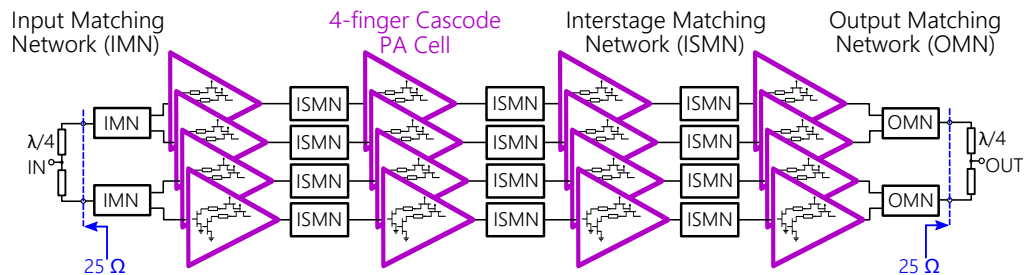 Input Matching
Network (IMN)
4-finger Cascode
PA Cell
Interstage Matching
Network (ISMN)
Output Matching
Network (OMN)
ISMN ISMN ISMN
IMN OMN
λ/4 ISMN ISMN ISMN λ/4
IN OUT
ISMN ISMN ISMN
IMN OMN
ISMN ISMN ISMN
25 Ω 25 Ω